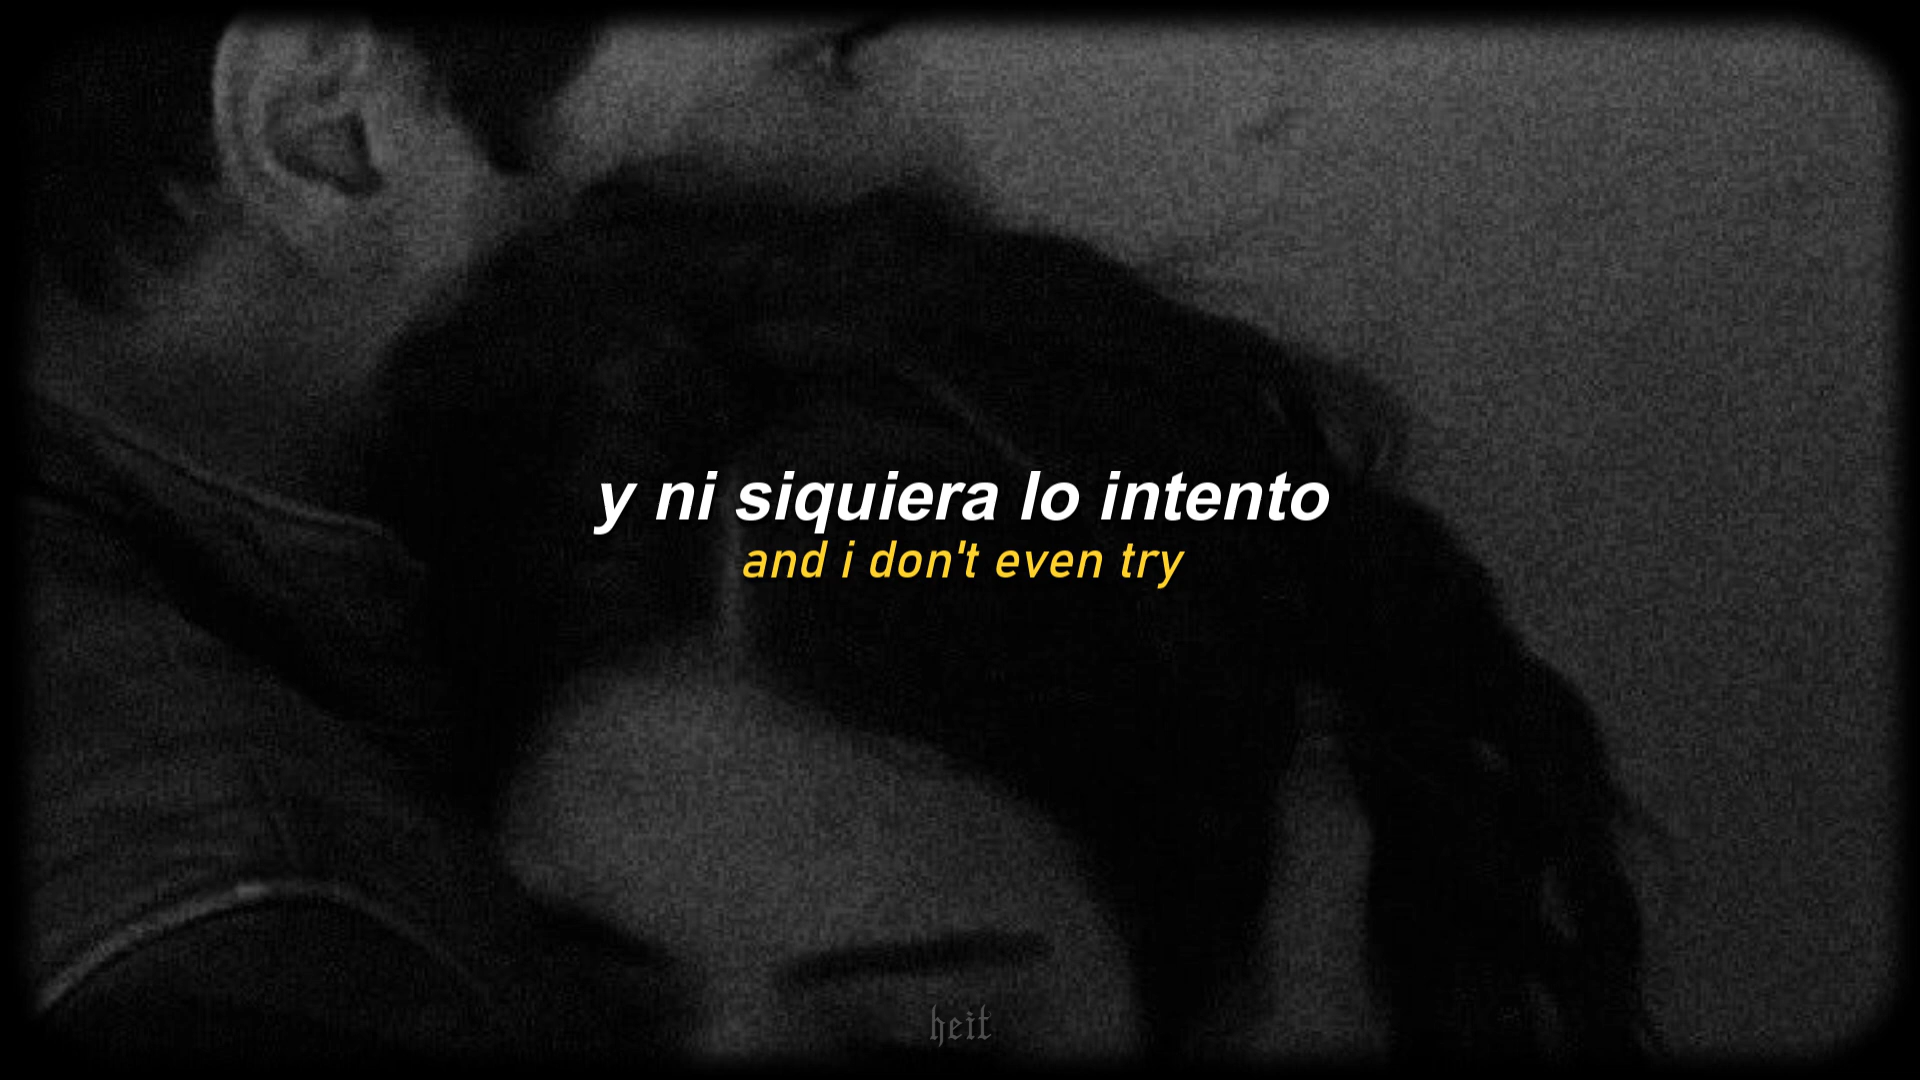 y ni siquiera lo intento
and i don't even try
heit